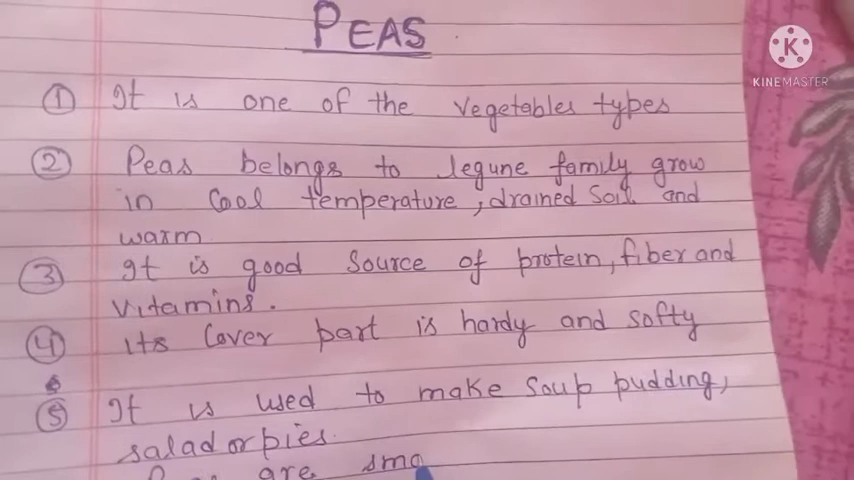 PEAS
K
KINEMASTER
① It is one of the vegetables types
② Peas belongs to legune family grow
in Cool temperature, drained Soil and
warm
③ It is good Source of protein, fiber and
vitamins.
④ its Cover part is hardy and softy
⑤ It is used to make Soup pudding,
salad or pies.
are sma